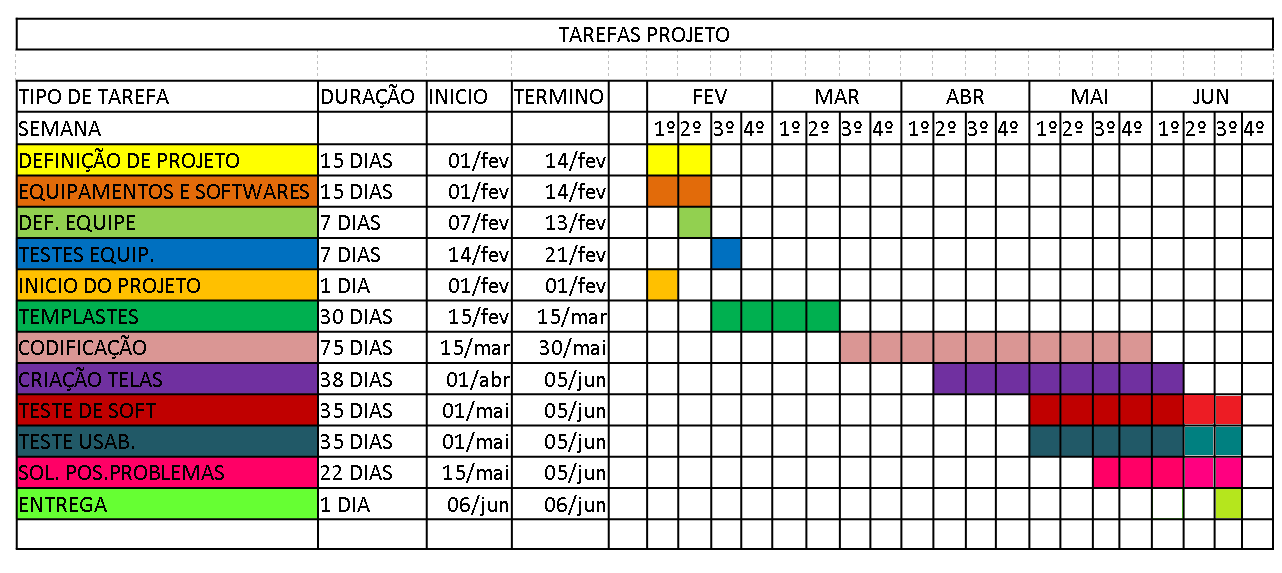 TAREFAS PROJETO
TIPO DE TAREFA DURAÇÃO INICIO TERMINO FEV MAR ABR MAI JUN
SEMANA 1º 2º 3º 4º 1º 2º 3º 4º 1º 2º 3º 4º 1º 2º 3º 4º 1º 2º 3º 4º
DEFINIÇÃO DE PROJETO 15 DIAS 01/fev 14/fev
EQUIPAMENTOS E SOFTWARES 15 DIAS 01/fev 14/fev
DEF. EQUIPE 7 DIAS 07/fev 13/fev
TESTES EQUIP. 7 DIAS 14/fev 21/fev
INICIO DO PROJETO 1 DIA 01/fev 01/fev
TEMPLASTES 30 DIAS 15/fev 15/mar
CODIFICAÇÃO 75 DIAS 15/mar 30/mai
CRIAÇÃO TELAS 38 DIAS 01/abr 05/jun
TESTE DE SOFT 35 DIAS 01/mai 05/jun
TESTE USAB. 35 DIAS 01/mai 05/jun
SOL. POS.PROBLEMAS 22 DIAS 15/mai 05/jun
ENTREGA 1 DIA 06/jun 06/jun